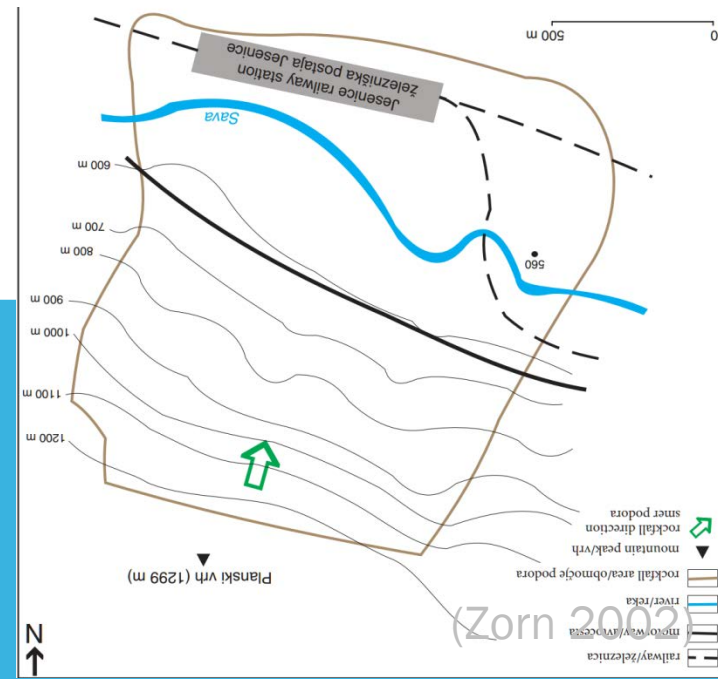 railway/železnica
motorway/avtocesta
river/reka
rockfall area/območje podora
mountain peak/vrh
rockfall direction
smer podora
(Zorn 2002)
N
Planski vrh (1299 m)
1200 m
1100 m
1000 m
900 m
800 m
700 m
600 m
560
Sava
Jesenice railway station
železniška postaja Jesenice
0
500 m